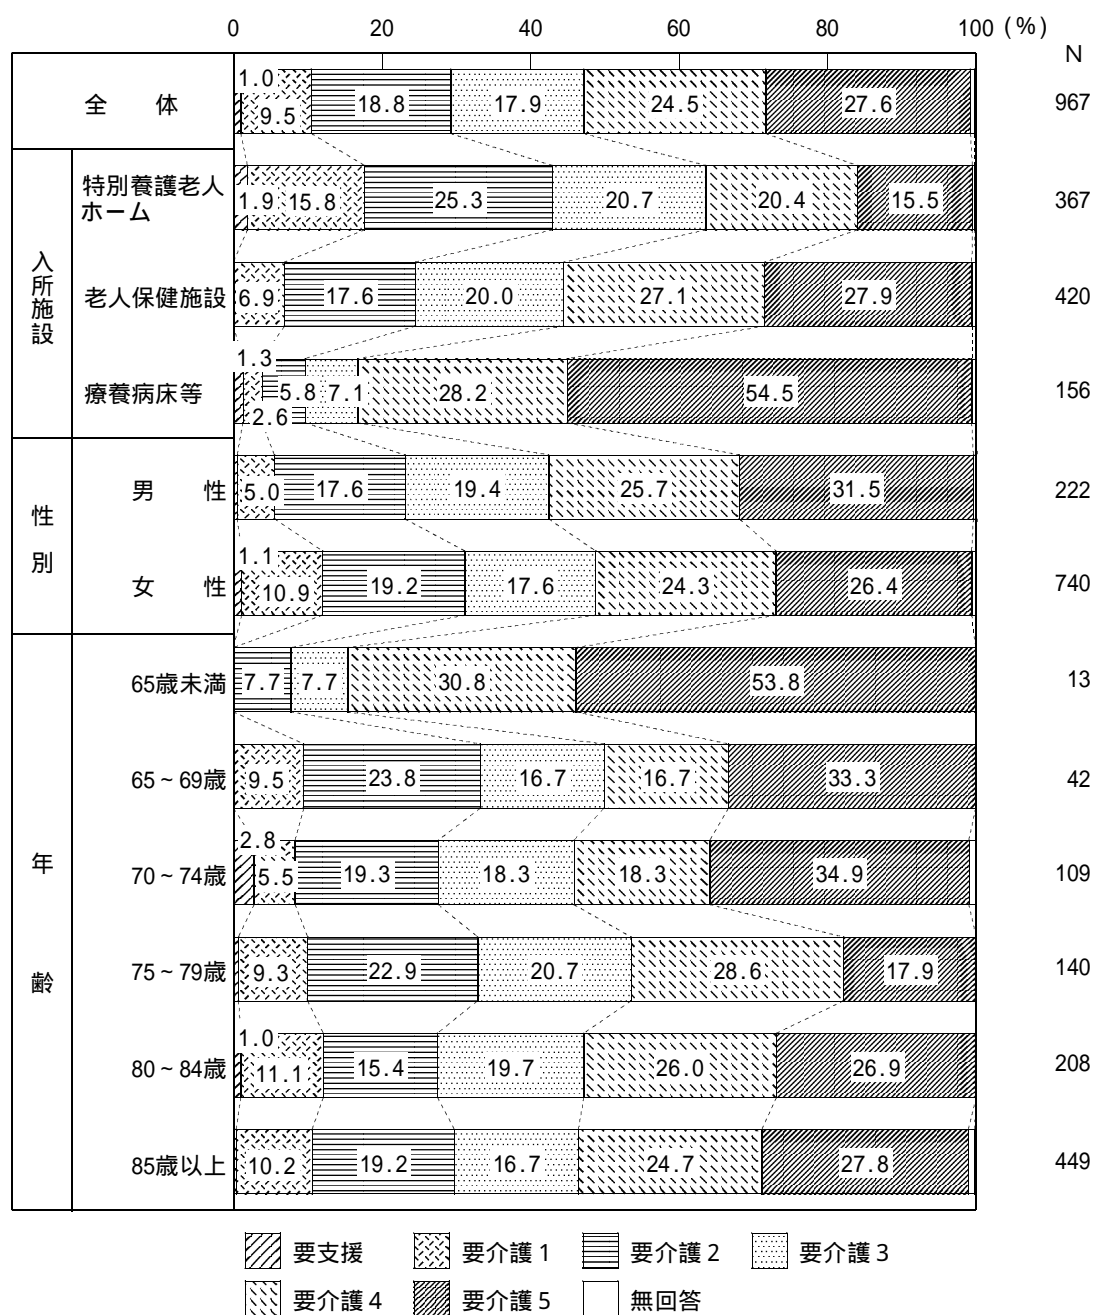 0 20 40 60 80 100 (%)
N
全 体 1.0 9.5 18.8 17.9 24.5 27.6 967
入所施設
特別養護老人
ホーム 1.9 15.8 25.3 20.7 20.4 15.5 367
老人保健施設 6.9 17.6 20.0 27.1 27.9 420
療養病床等 1.3 2.6 5.8 7.1 28.2 54.5 156
性別
男 性 5.0 17.6 19.4 25.7 31.5 222
女 性 1.1 10.9 19.2 17.6 24.3 26.4 740
年齢
65歳未満 7.7 7.7 30.8 53.8 13
65~69歳 9.5 23.8 16.7 16.7 33.3 42
70~74歳 2.8 5.5 19.3 18.3 18.3 34.9 109
75~79歳 9.3 22.9 20.7 28.6 17.9 140
80~84歳 1.0 11.1 15.4 19.7 26.0 26.9 208
85歳以上 10.2 19.2 16.7 24.7 27.8 449
要支援 要介護1 要介護2 要介護3
要介護4 要介護5 無回答